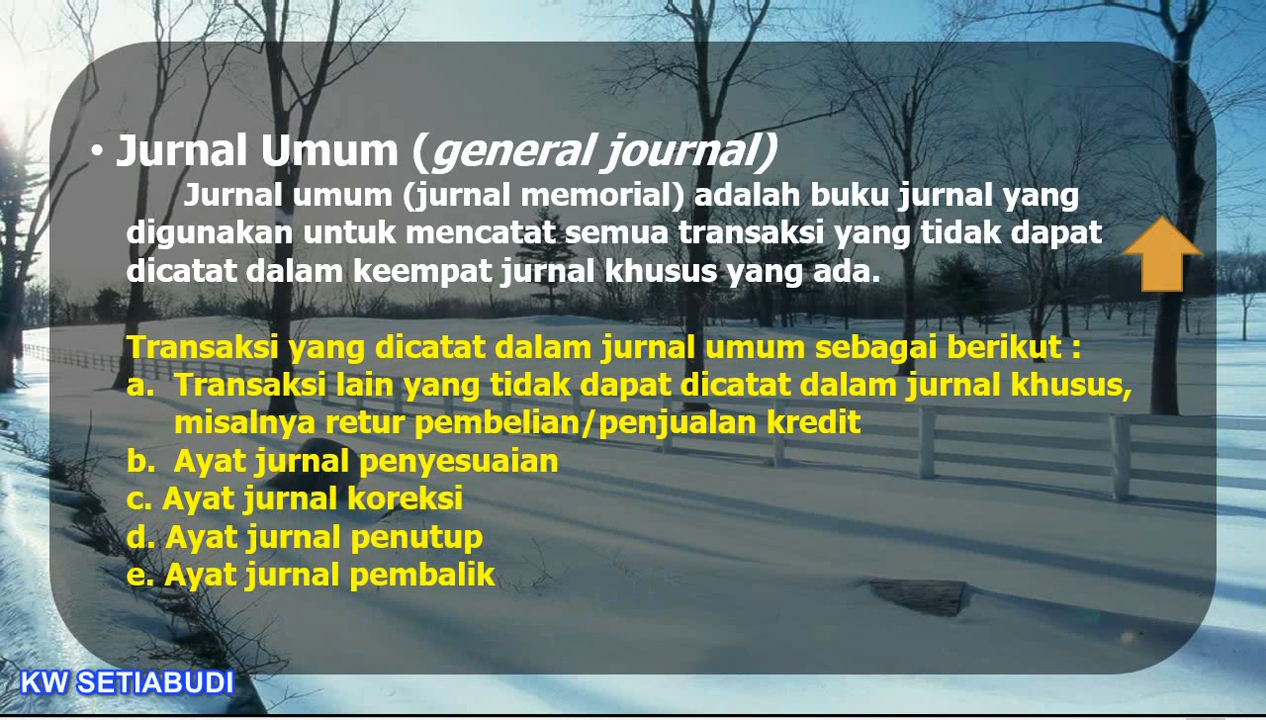 • Jurnal Umum (general journal)
Jurnal umum (jurnal memorial) adalah buku jurnal yang
digunakan untuk mencatat semua transaksi yang tidak dapat
dicatat dalam keempat jurnal khusus yang ada.
Transaksi yang dicatat dalam jurnal umum sebagai berikut :
a. Transaksi lain yang tidak dapat dicatat dalam jurnal khusus,
misalnya retur pembelian/penjualan kredit
b. Ayat jurnal penyesuaian
c. Ayat jurnal koreksi
d. Ayat jurnal penutup
e. Ayat jurnal pembalik
KW SETIABUDI